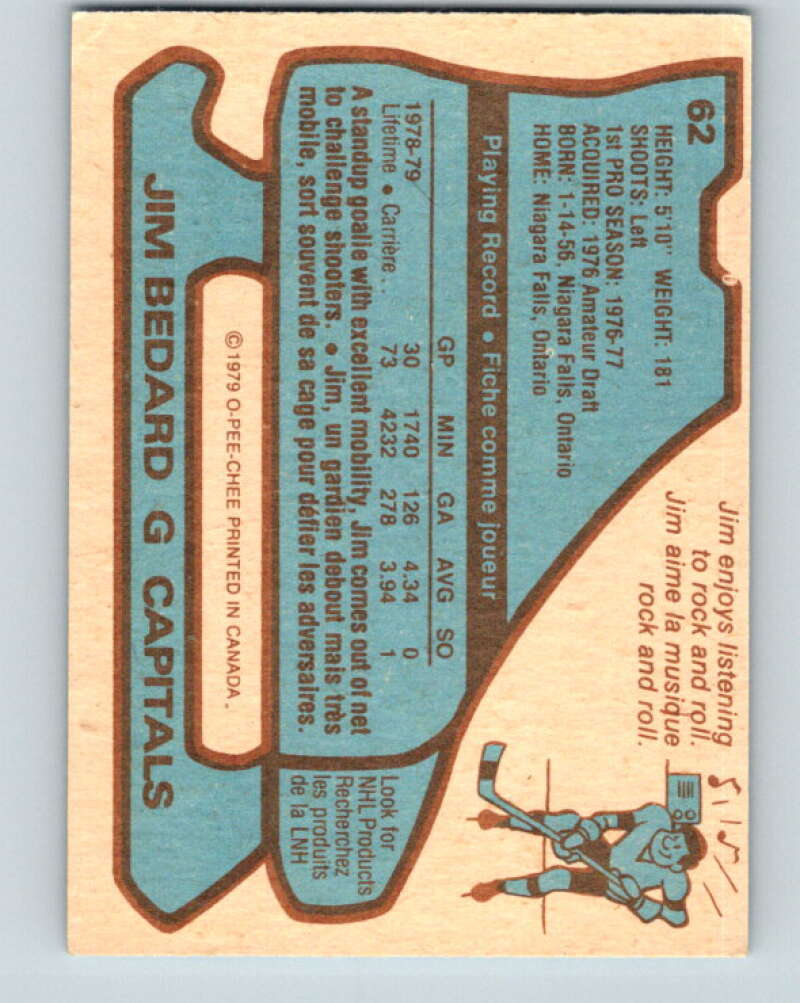 62
HEIGHT: 5'10" WEIGHT: 181
SHOOTS: Left
1st PRO SEASON: 1976-77
ACQUIRED: 1976 Amateur Draft
BORN: 1-14-56, Niagara Falls, Ontario
HOME: Niagara Falls, Ontario
Jim enjoys listening
to rock and roll.
Jim aime la musique
rock and roll.
Playing Record • Fiche comme joueur
GP MIN GA AVG SO
1978-79 30 1740 126 4.34 0
Lifetime • Carrière... 73 4232 278 3.94 1
A standup goalie with excellent mobility, Jim comes out of net
to challenge shooters. • Jim, un gardien debout mais très
mobile, sort souvent de sa cage pour défier les adversaires.
Look for
NHL Products
Recherchez
les produits
de la LNH
© 1979 O-PEE-CHEE PRINTED IN CANADA.
JIM BEDARD G CAPITALS